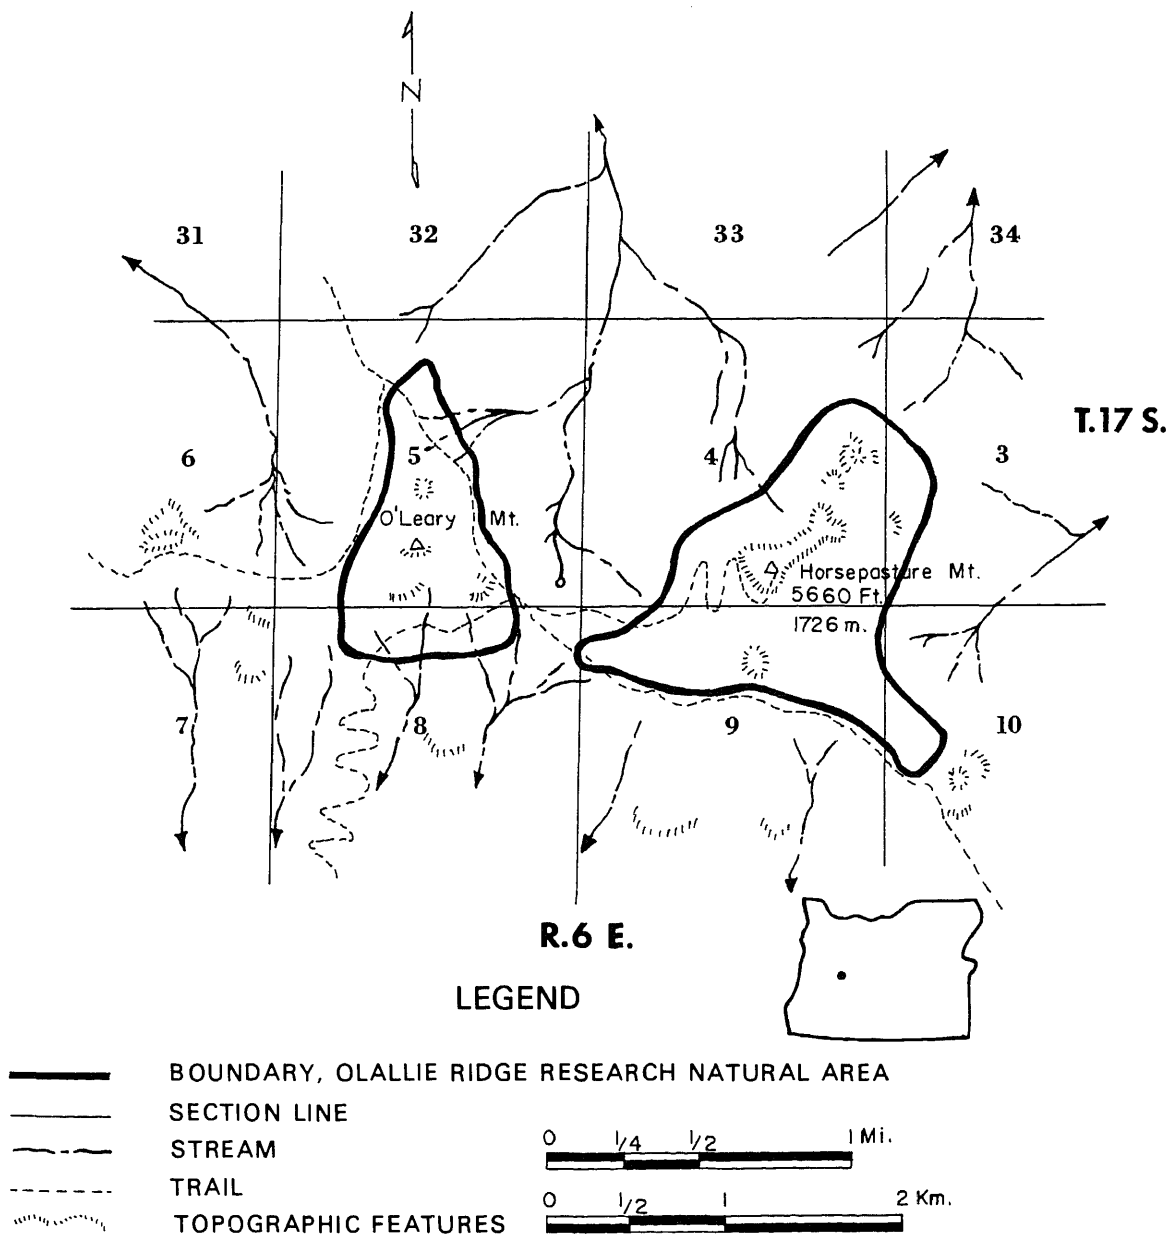 N
31 32 33 34
T.17 S.
6 5 4 3
O'Leary Mt.
Horsepasture Mt.
5660 Ft.
1726 m.
7 8 9 10
R.6 E.
LEGEND
BOUNDARY, OLALLIE RIDGE RESEARCH NATURAL AREA
SECTION LINE
STREAM
TRAIL
TOPOGRAPHIC FEATURES
0 1/4 1/2 1 Mi.
0 1/2 1 2 Km.